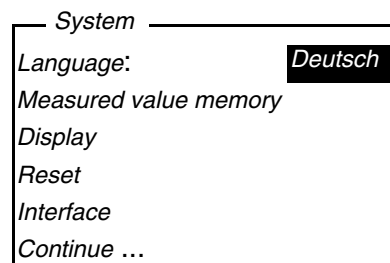 System
Language: Deutsch
Measured value memory
Display
Reset
Interface
Continue ...